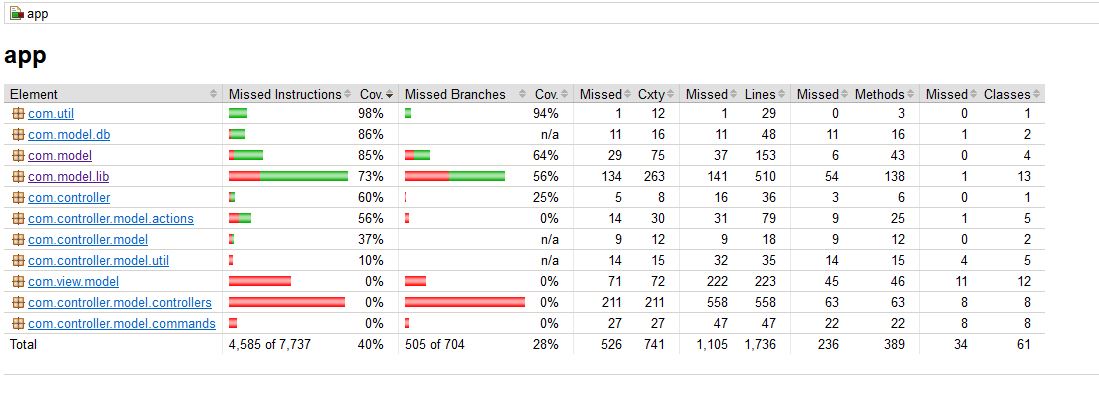 app
app
Element Missed Instructions Cov. Missed Branches Cov. Missed Cxty Missed Lines Missed Methods Missed Classes
com.util 98% 94% 1 12 1 29 0 3 0 1
com.model.db 86% n/a 11 16 11 48 11 16 1 2
com.model 85% 64% 29 75 37 153 6 43 0 4
com.model.lib 73% 56% 134 263 141 510 54 138 1 13
com.controller 60% 25% 5 8 16 36 3 6 0 1
com.controller.model.actions 56% 0% 14 30 31 79 9 25 1 5
com.controller.model 37% n/a 9 12 9 18 9 12 0 2
com.controller.model.util 10% n/a 14 15 32 35 14 15 4 5
com.view.model 0% 0% 71 72 222 223 45 46 11 12
com.controller.model.controllers 0% 0% 211 211 558 558 63 63 8 8
com.controller.model.commands 0% 0% 27 27 47 47 22 22 8 8
Total 4,585 of 7,737 40% 505 of 704 28% 526 741 1,105 1,736 236 389 34 61